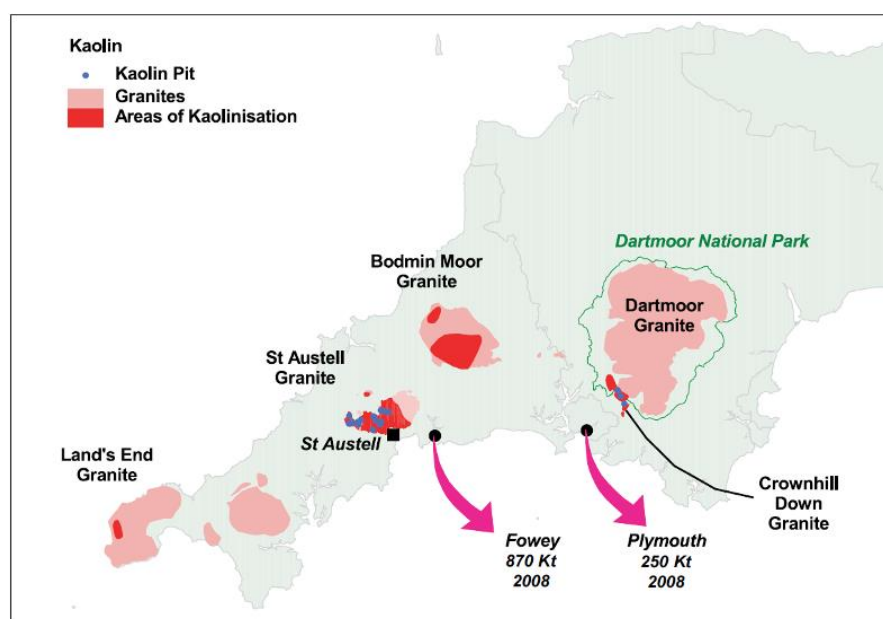 Kaolin
Kaolin Pit
Granites
Areas of Kaolinisation
Dartmoor National Park
Bodmin Moor
Granite
Dartmoor
Granite
St Austell
Granite
St Austell
Land's End
Granite
Crownhill
Down
Granite
Fowey
870 Kt
2008
Plymouth
250 Kt
2008